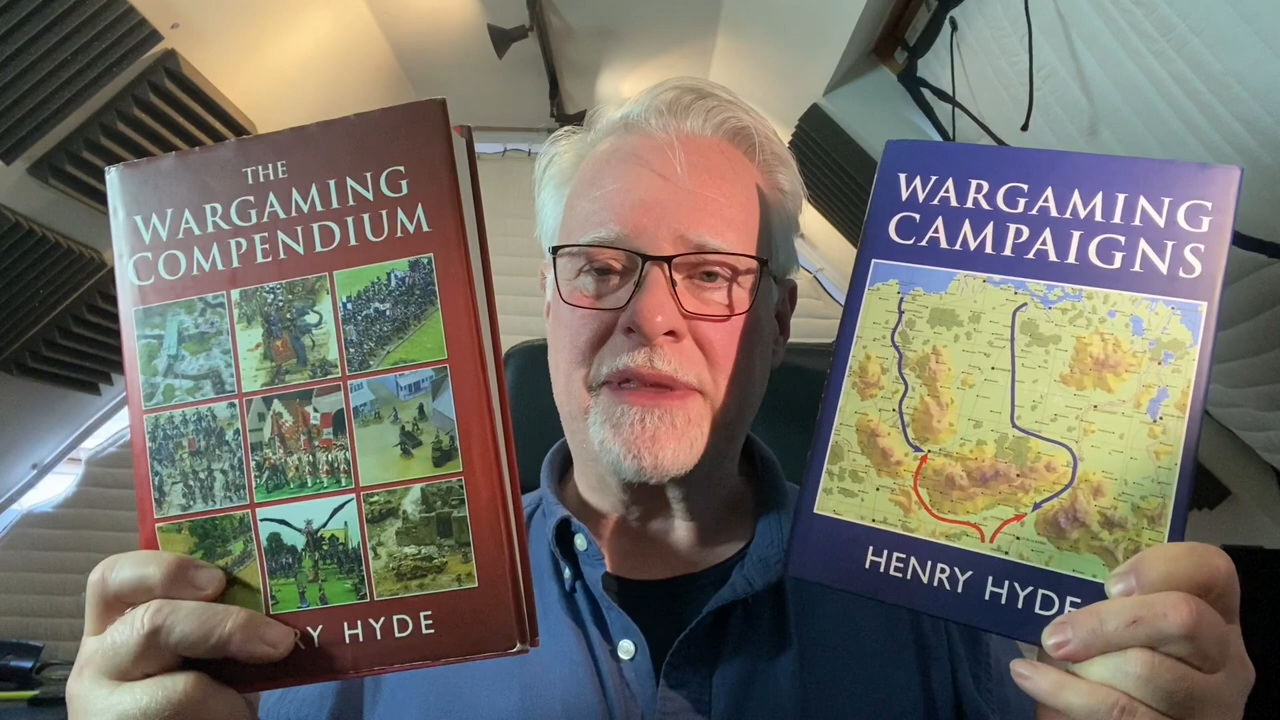 THE
WARGAMING
COMPENDIUM
RY HYDE
WARGAMING
CAMPAIGNS
HENRY HYDE